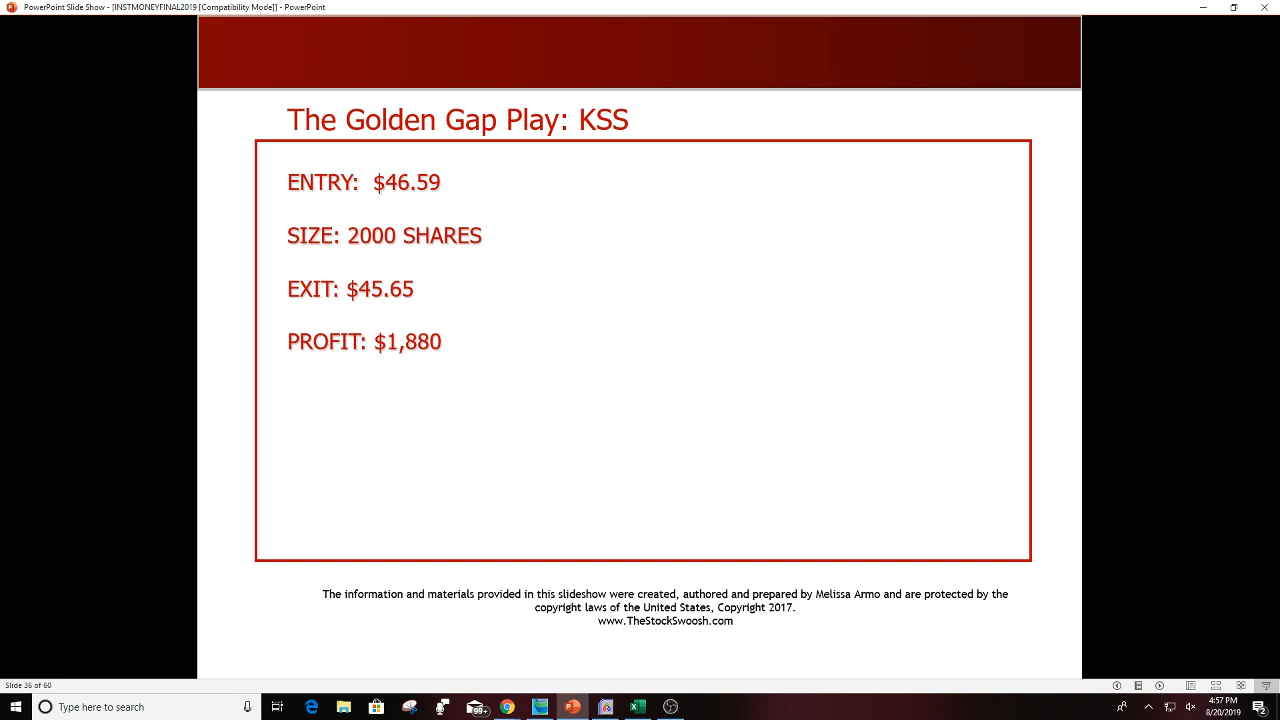 PowerPoint Slide Show - [INSTMONEYFINAL2019 [Compatibility Mode]] - PowerPoint
The Golden Gap Play: KSS
ENTRY: $46.59
SIZE: 2000 SHARES
EXIT: $45.65
PROFIT: $1,880
The information and materials provided in this slideshow were created, authored and prepared by Melissa Armo and are protected by the
copyright laws of the United States, Copyright 2017.
www.TheStockSwoosh.com
Slide 36 of 60
Type here to search
99+
4:57 PM
8/20/2019
2